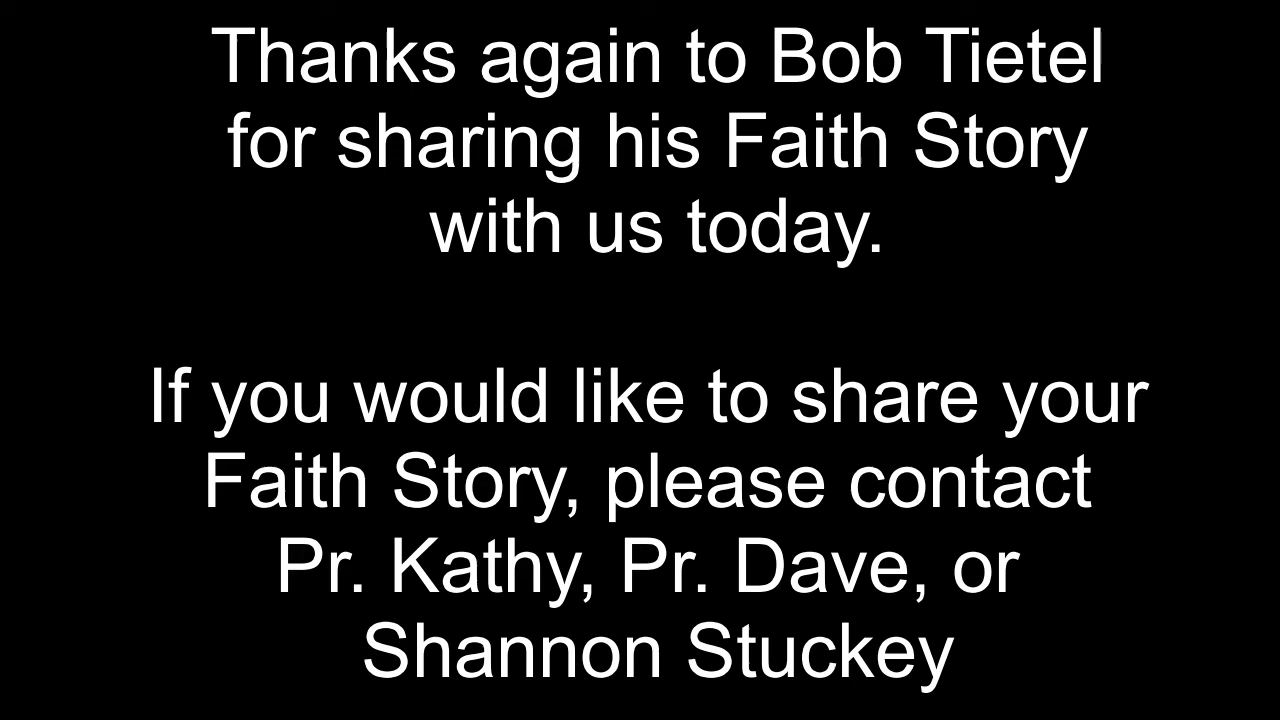 Thanks again to Bob Tietel
for sharing his Faith Story
with us today.
If you would like to share your
Faith Story, please contact
Pr. Kathy, Pr. Dave, or
Shannon Stuckey